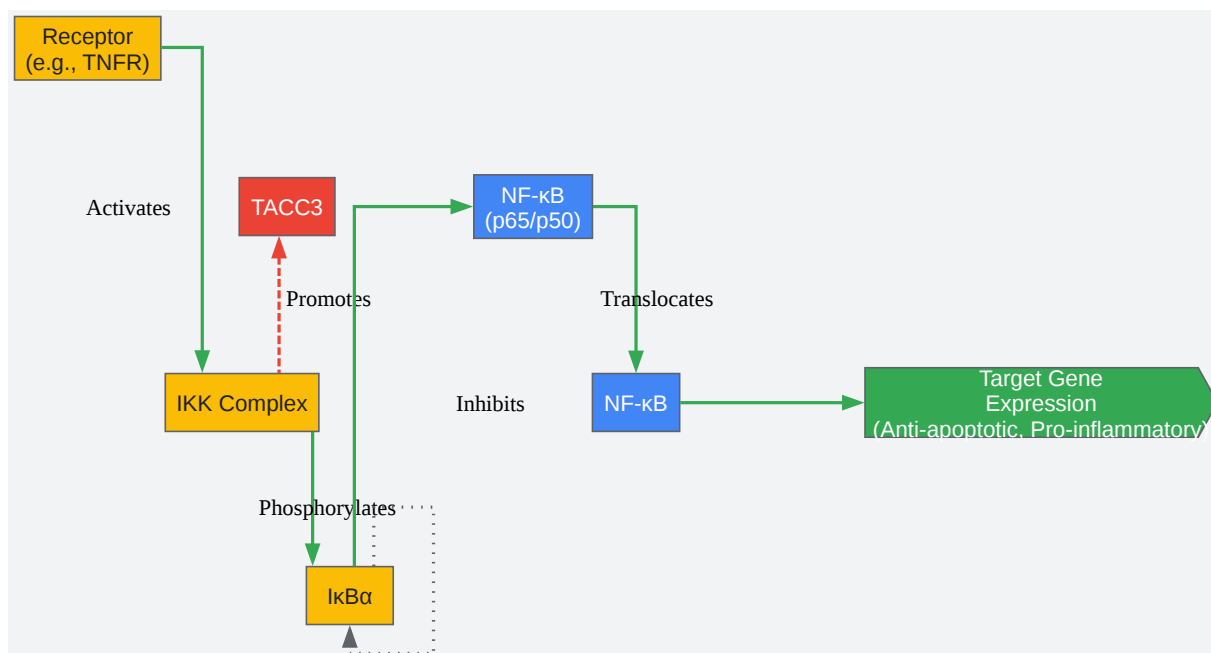 Receptor
(e.g., TNFR)
Activates
TACC3
NF-κB
(p65/p50)
Promotes
Translocates
IKK Complex
Inhibits
NF-κB
Target Gene
Expression
(Anti-apoptotic, Pro-inflammatory)
Phosphorylates
IκBα